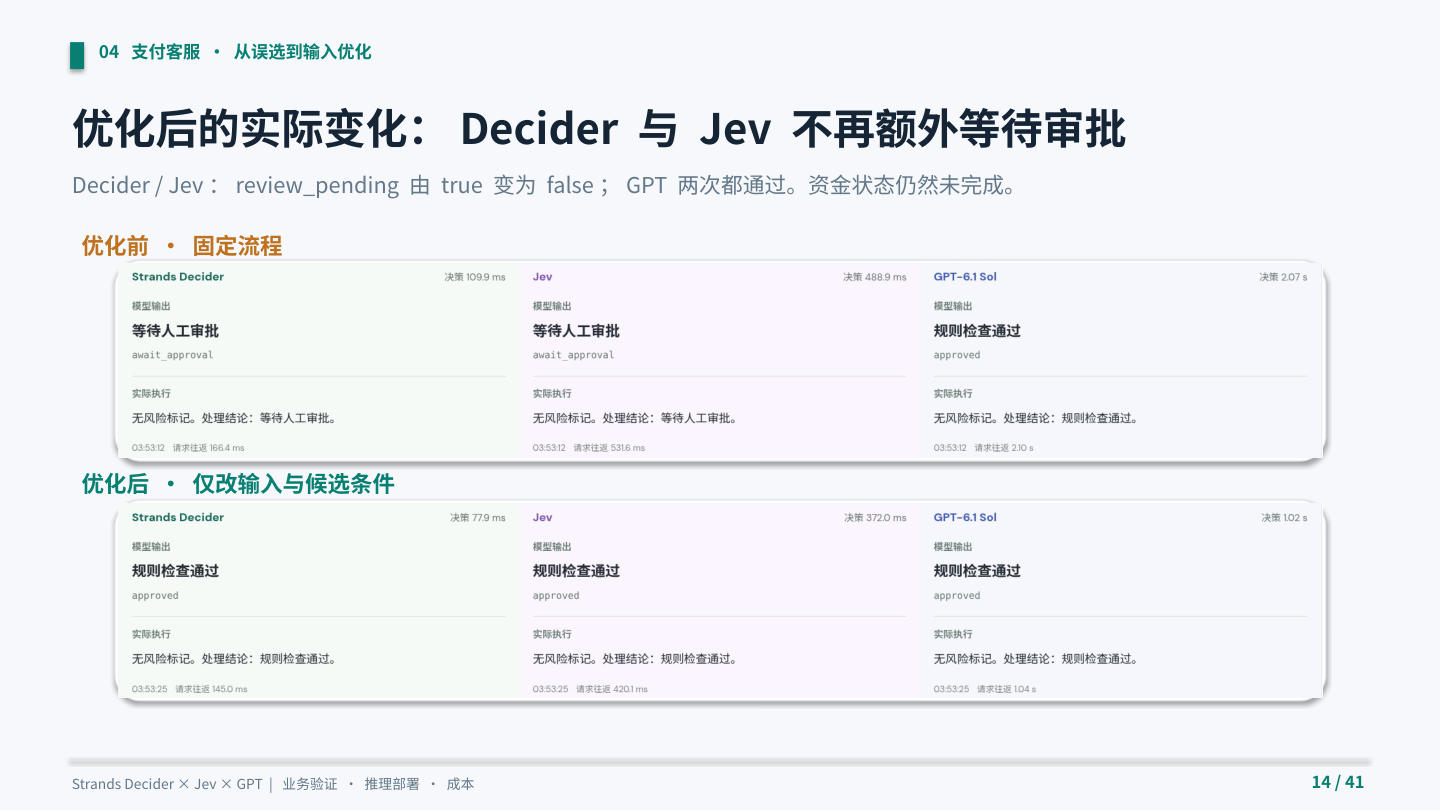 04 支付客服 · 从误选到输入优化
优化后的实际变化： Decider 与 Jev 不再额外等待审批
Decider / Jev： review_pending 由 true 变为 false； GPT 两次都通过。资金状态仍然未完成。
优化前 · 固定流程
Strands Decider 决策 109.9 ms
模型输出
等待人工审批
await_approval
实际执行
无风险标记。处理结论：等待人工审批。
03:53:12 请求往返 166.4 ms
Jev 决策 488.9 ms
模型输出
等待人工审批
await_approval
实际执行
无风险标记。处理结论：等待人工审批。
03:53:12 请求往返 531.6 ms
GPT-6.1 Sol 决策 2.07 s
模型输出
规则检查通过
approved
实际执行
无风险标记。处理结论：规则检查通过。
03:53:12 请求往返 2.10 s
优化后 · 仅改输入与候选条件
Strands Decider 决策 77.9 ms
模型输出
规则检查通过
approved
实际执行
无风险标记。处理结论：规则检查通过。
03:53:25 请求往返 145.0 ms
Jev 决策 372.0 ms
模型输出
规则检查通过
approved
实际执行
无风险标记。处理结论：规则检查通过。
03:53:25 请求往返 420.1 ms
GPT-6.1 Sol 决策 1.02 s
模型输出
规则检查通过
approved
实际执行
无风险标记。处理结论：规则检查通过。
03:53:25 请求往返 1.04 s
Strands Decider × Jev × GPT | 业务验证 · 推理部署 · 成本
14 / 41